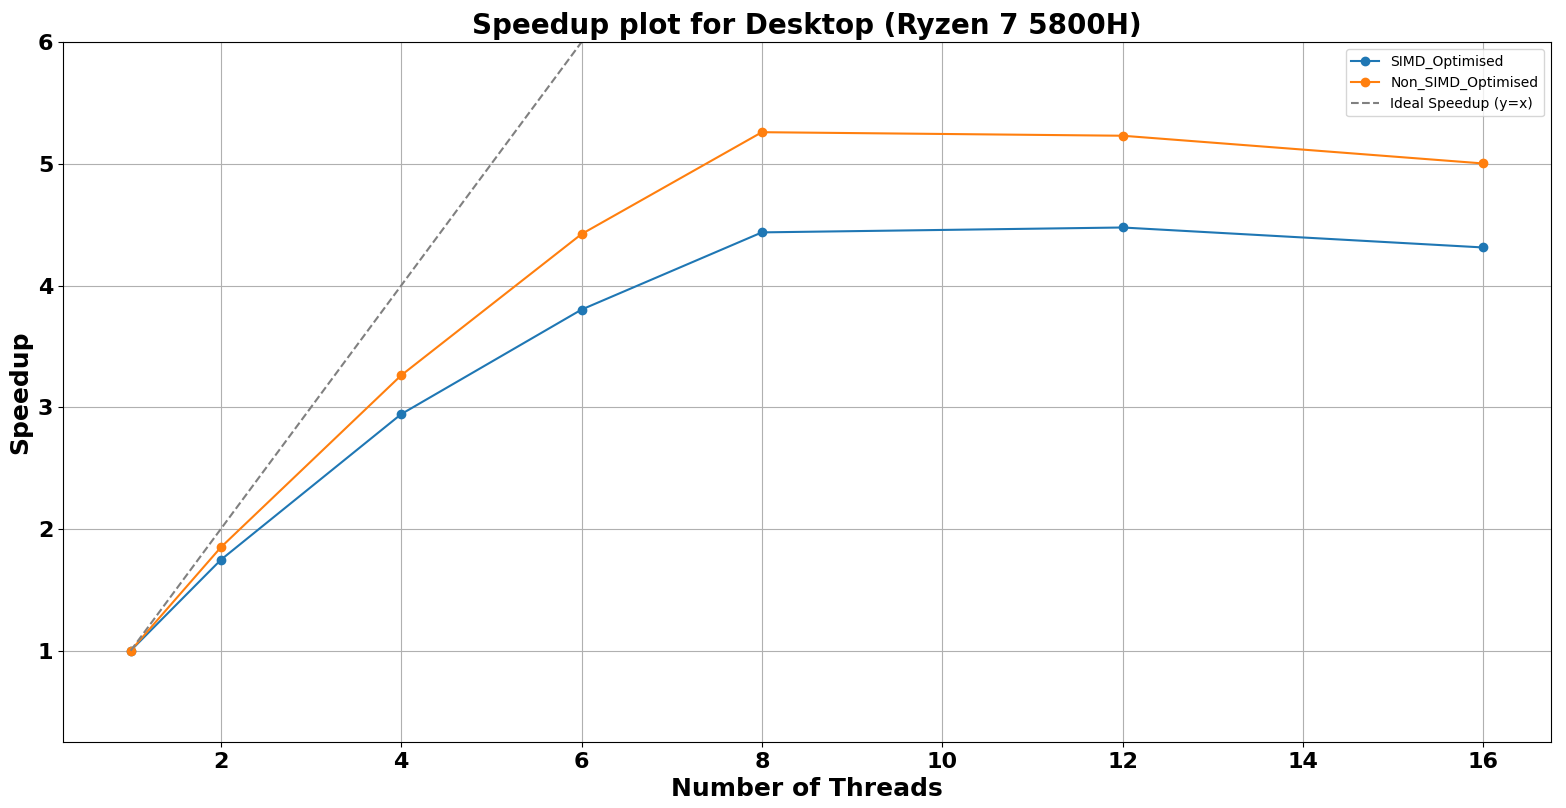 Speedup plot for Desktop (Ryzen 7 5800H)
SIMD_Optimised
Non_SIMD_Optimised
Ideal Speedup (y=x)
6
5
4
3
2
1
Speedup
2 4 6 8 10 12 14 16
Number of Threads